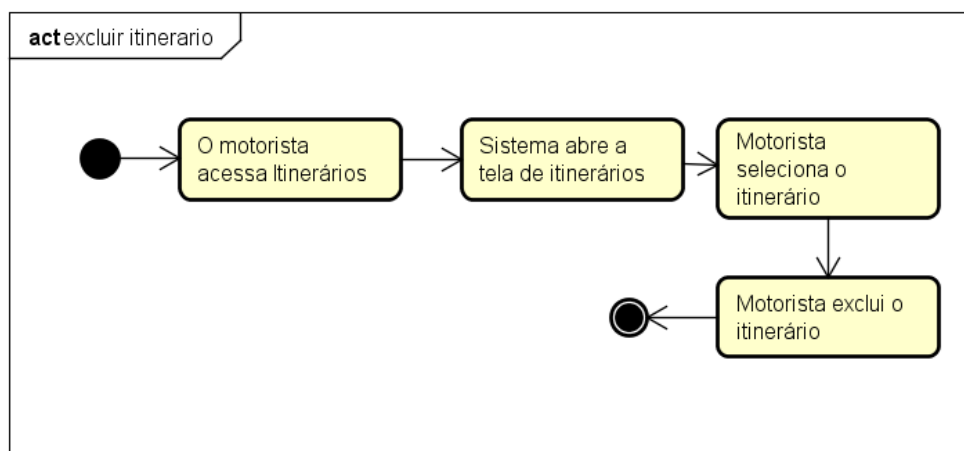 act excluir itinerario
O motorista
acessa Itinerários
Sistema abre a
tela de itinerários
Motorista
seleciona o
itinerário
Motorista exclui o
itinerário